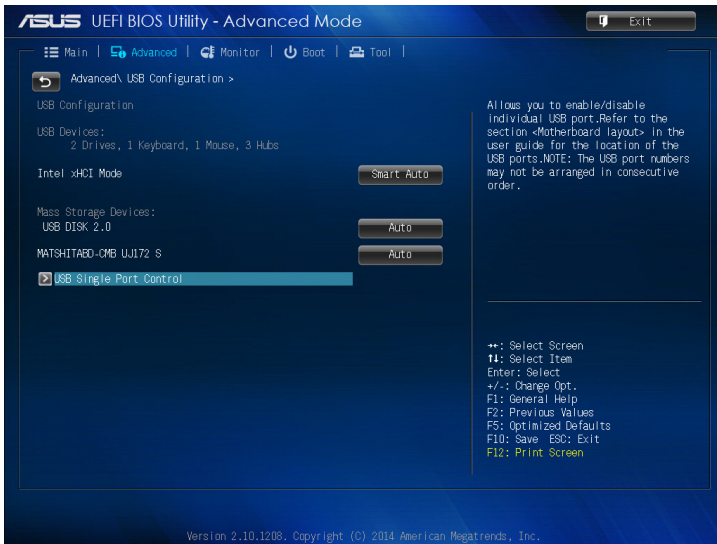 ASUS UEFI BIOS Utility - Advanced Mode
Exit
Main | Advanced | Monitor | Boot | Tool |
Advanced\ USB Configuration >
USB Configuration
USB Devices:
2 Drives, 1 Keyboard, 1 Mouse, 3 Hubs
Intel xHCI Mode
Smart Auto
Mass Storage Devices:
USB DISK 2.0
Auto
MATSHITABD-CMB UJ172 S
Auto
USB Single Port Control
Allows you to enable/disable
individual USB port.Refer to the
section <Motherboard layout> in the
user guide for the location of the
USB ports.NOTE: The USB port numbers
may not be arranged in consecutive
order.
→←: Select Screen
↑↓: Select Item
Enter: Select
+/-: Change Opt.
F1: General Help
F2: Previous Values
F5: Optimized Defaults
F10: Save ESC: Exit
F12: Print Screen
Version 2.10.1208. Copyright (C) 2014 American Megatrends, Inc.